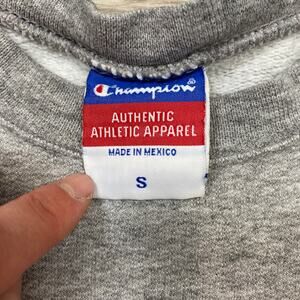 Champion®
AUTHENTIC
ATHLETIC APPAREL
MADE IN MEXICO
S